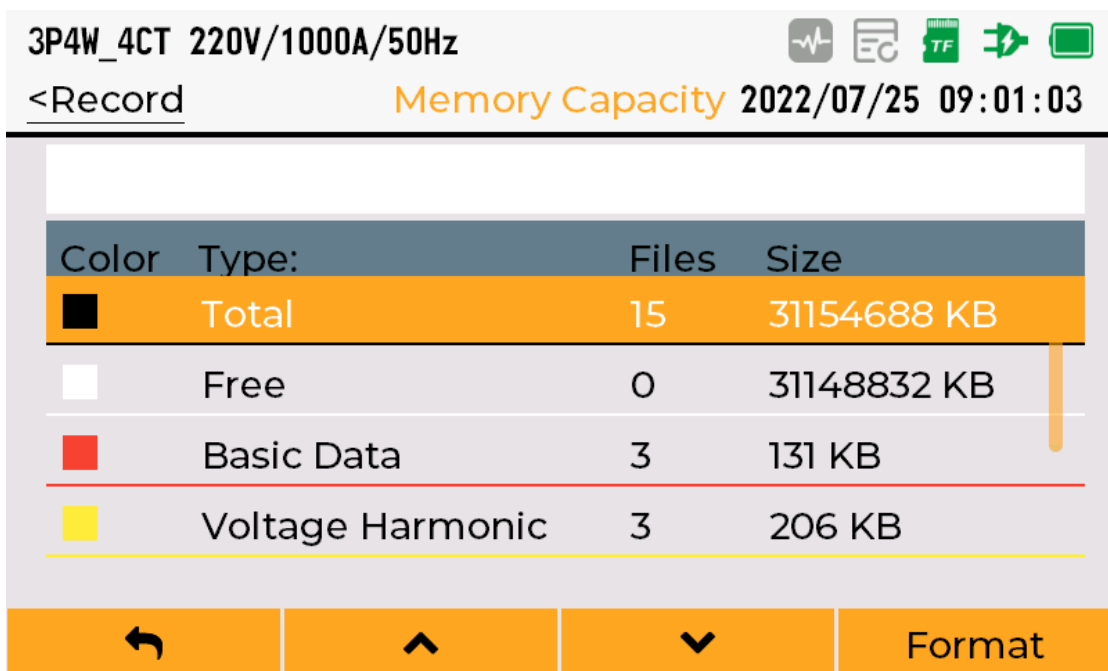 3P4W_4CT 220V/1000A/50Hz TF
<Record Memory Capacity 2022/07/25 09:01:03
Color Type: Files Size
Total 15 31154688 KB
Free 0 31148832 KB
Basic Data 3 131 KB
Voltage Harmonic 3 206 KB
Format